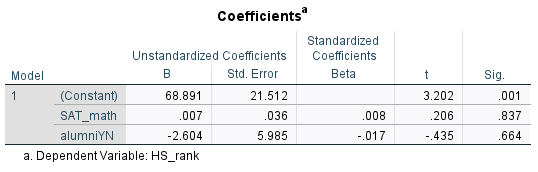 Coefficientsᵃ
Unstandardized Coefficients Standardized Coefficients
Model B Std. Error Beta t Sig.
1 (Constant) 68.891 21.512 3.202 .001
SAT_math .007 .036 .008 .206 .837
alumniYN -2.604 5.985 -.017 -.435 .664
a. Dependent Variable: HS_rank